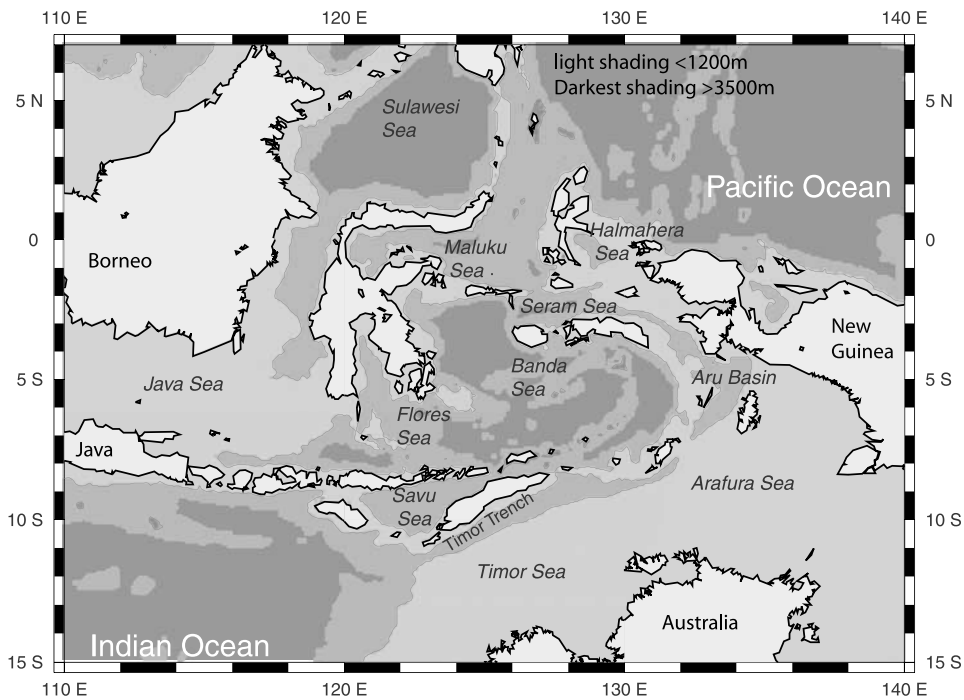 110 E
120 E
130 E
140 E
light shading <1200m
Darkest shading >3500m
5 N
5 N
Sulawesi
Sea
Pacific Ocean
0
0
Halmahera
Sea
Maluku
Sea
Borneo
Seram Sea
New
Guinea
Banda
Sea
Java Sea
5 S
Aru Basin
5 S
Flores
Sea
Java
Arafura Sea
Savu
Sea
10 S
Timor Trench
10 S
Timor Sea
Australia
Indian Ocean
15 S
15 S
110 E
120 E
130 E
140 E